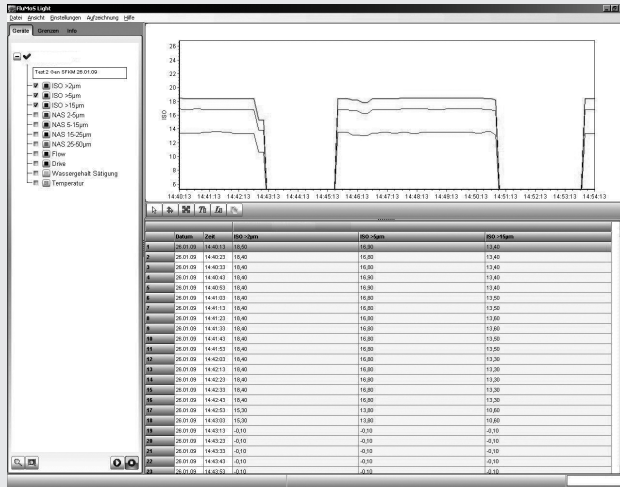 FluMoS Light
Datei Ansicht Einstellungen Aufzeichnung Hilfe
Geräte Grenzen Info
Test 2-Gen SFKM 26.01.09
ISO >2µm
ISO >5µm
ISO >15µm
NAS 2-5µm
NAS 5-15µm
NAS 15-25µm
NAS 25-50µm
Flow
Drive
Wassergehalt Sätigung
Temperatur
ISO
26
24
22
20
18
16
14
12
10
8
6
14:40:13 14:41:13 14:42:13 14:43:13 14:44:13 14:45:13 14:46:13 14:47:13 14:48:13 14:49:13 14:50:13 14:51:13 14:52:13 14:53:13 14:54:13
Datum Zeit ISO >2µm ISO >5µm ISO >15µm
1 26.01.09 14:40:13 18,50 16,90 13,40
2 26.01.09 14:40:23 18,40 16,80 13,40
3 26.01.09 14:40:33 18,40 16,80 13,40
4 26.01.09 14:40:43 18,40 16,80 13,40
5 26.01.09 14:40:53 18,40 16,90 13,40
6 26.01.09 14:41:03 18,40 16,80 13,50
7 26.01.09 14:41:13 18,40 16,80 13,50
8 26.01.09 14:41:23 18,40 16,80 13,60
9 26.01.09 14:41:33 18,40 16,80 13,60
10 26.01.09 14:41:43 18,40 16,80 13,50
11 26.01.09 14:41:53 18,40 16,80 13,50
12 26.01.09 14:42:03 18,40 16,80 13,30
13 26.01.09 14:42:13 18,40 16,80 13,30
14 26.01.09 14:42:23 18,40 16,80 13,30
15 26.01.09 14:42:33 18,40 16,80 13,30
16 26.01.09 14:42:43 18,40 16,80 13,30
17 26.01.09 14:42:53 15,30 13,80 10,60
18 26.01.09 14:43:03 15,30 13,80 10,60
19 26.01.09 14:43:13 -0,10 -0,10 -0,10
20 26.01.09 14:43:23 -0,10 -0,10 -0,10
21 26.01.09 14:43:33 -0,10 -0,10 -0,10
22 26.01.09 14:43:43 -0,10 -0,10 -0,10
23 26.01.09 14:43:53 -0,10 -0,10 -0,10